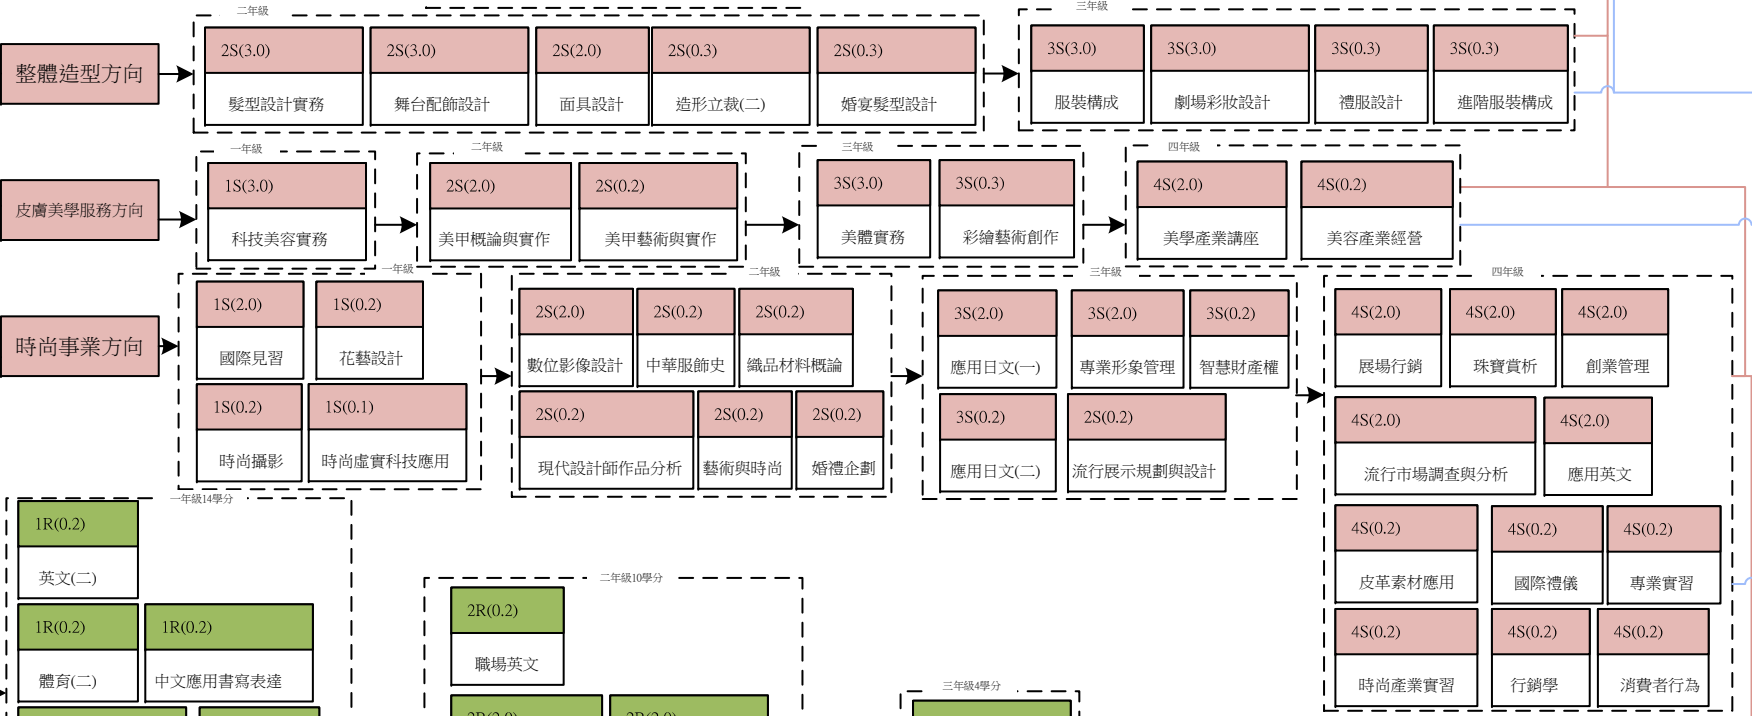 二年級
三年級
整體造型方向
2S(3.0)
髮型設計實務
2S(3.0)
舞台配飾設計
2S(2.0)
面具設計
2S(0.3)
造形立裁(二)
2S(0.3)
婚宴髮型設計
3S(3.0)
服裝構成
3S(3.0)
劇場彩妝設計
3S(0.3)
禮服設計
3S(0.3)
進階服裝構成
一年級
二年級
三年級
四年級
皮膚美學服務方向
1S(3.0)
科技美容實務
2S(2.0)
美甲概論與實作
2S(0.2)
美甲藝術與實作
3S(3.0)
美體實務
3S(0.3)
彩繪藝術創作
4S(2.0)
美學產業講座
4S(0.2)
美容產業經營
一年級
二年級
三年級
四年級
時尚事業方向
1S(2.0)
國際見習
1S(0.2)
花藝設計
1S(0.2)
時尚攝影
1S(0.1)
時尚虛實科技應用
2S(2.0)
數位影像設計
2S(0.2)
中華服飾史
2S(0.2)
織品材料概論
2S(0.2)
現代設計師作品分析
2S(0.2)
藝術與時尚
2S(0.2)
婚禮企劃
3S(2.0)
應用日文(一)
3S(2.0)
專業形象管理
3S(0.2)
智慧財產權
3S(0.2)
應用日文(二)
2S(0.2)
流行展示規劃與設計
4S(2.0)
展場行銷
4S(2.0)
珠寶賞析
4S(2.0)
創業管理
4S(2.0)
流行市場調查與分析
4S(2.0)
應用英文
4S(0.2)
皮革素材應用
4S(0.2)
國際禮儀
4S(0.2)
專業實習
4S(0.2)
時尚產業實習
4S(0.2)
行銷學
4S(0.2)
消費者行為
一年級14學分
1R(0.2)
英文(二)
1R(0.2)
體育(二)
1R(0.2)
中文應用書寫表達
二年級10學分
2R(0.2)
職場英文
2R(2.0)
2R(2.0)
三年級4學分